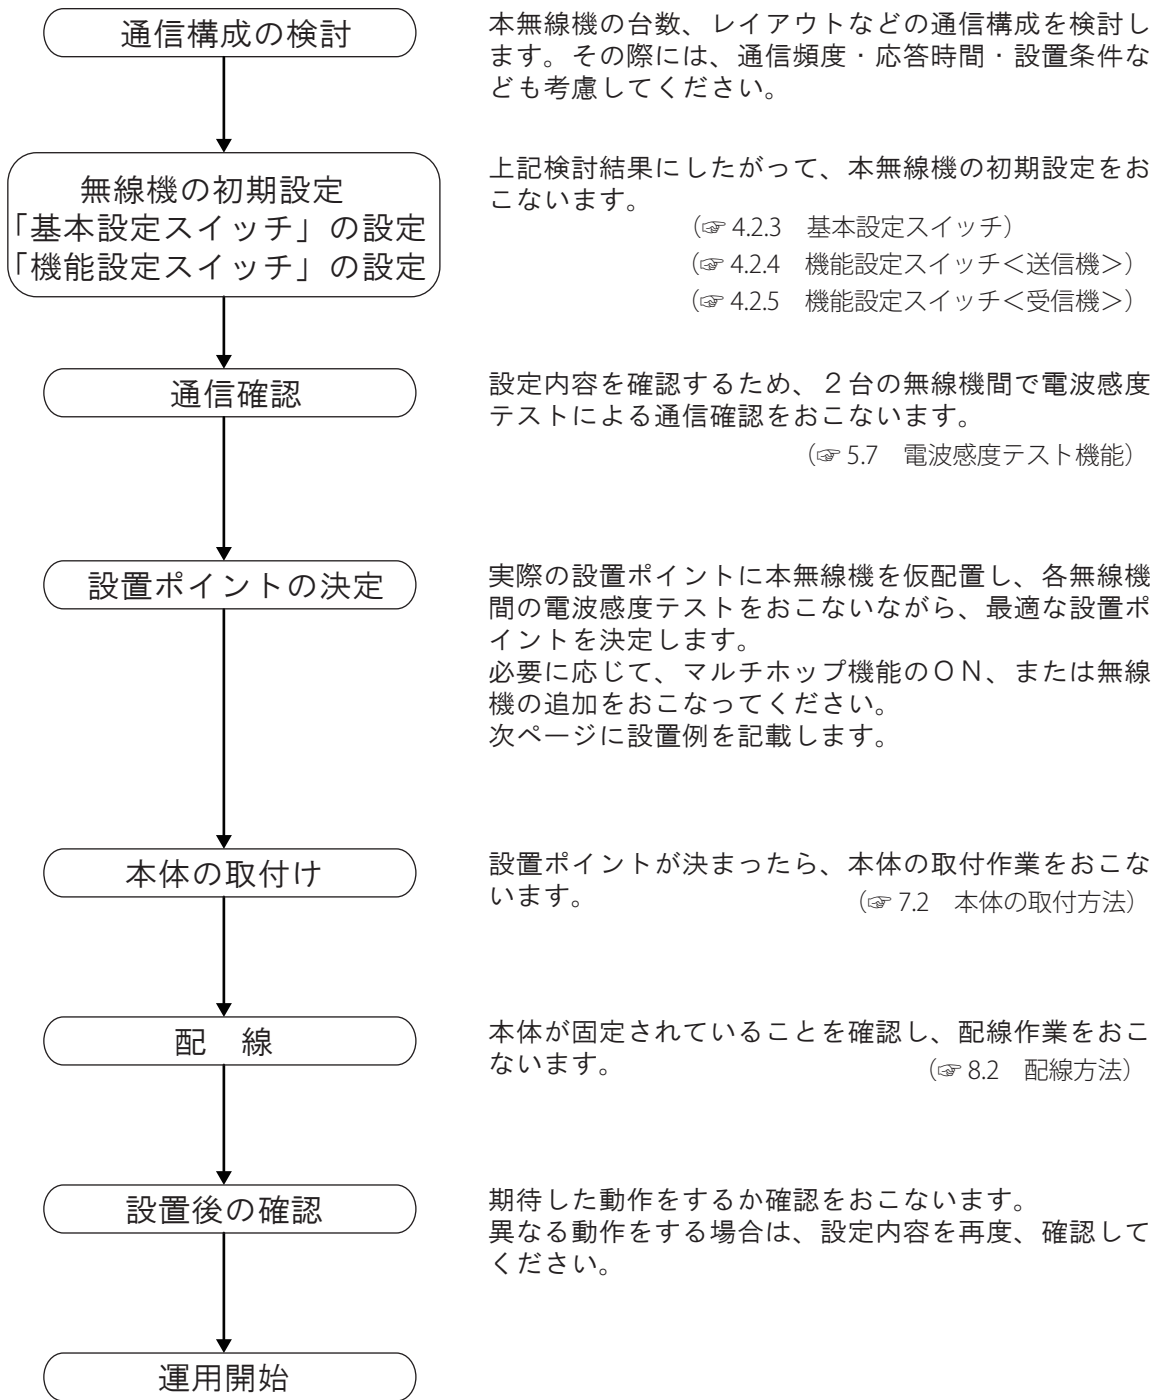 通信構成の検討
本無線機の台数、レイアウトなどの通信構成を検討し
ます。その際には、通信頻度・応答時間・設置条件な
ども考慮してください。
無線機の初期設定
「基本設定スイッチ」の設定
「機能設定スイッチ」の設定
上記検討結果にしたがって、本無線機の初期設定をお
こないます。
（☞ 4.2.3　基本設定スイッチ）
（☞ 4.2.4　機能設定スイッチ＜送信機＞）
（☞ 4.2.5　機能設定スイッチ＜受信機＞）
通信確認
設定内容を確認するため、２台の無線機間で電波感度
テストによる通信確認をおこないます。
（☞ 5.7　電波感度テスト機能）
設置ポイントの決定
実際の設置ポイントに本無線機を仮配置し、各無線機
間の電波感度テストをおこないながら、最適な設置ポ
イントを決定します。
必要に応じて、マルチホップ機能のＯＮ、または無線
機の追加をおこなってください。
次ページに設置例を記載します。
本体の取付け
設置ポイントが決まったら、本体の取付作業をおこな
います。　（☞ 7.2　本体の取付方法）
配　線
本体が固定されていることを確認し、配線作業をおこ
ないます。　（☞ 8.2　配線方法）
設置後の確認
期待した動作をするか確認をおこないます。
異なる動作をする場合は、設定内容を再度、確認して
ください。
運用開始